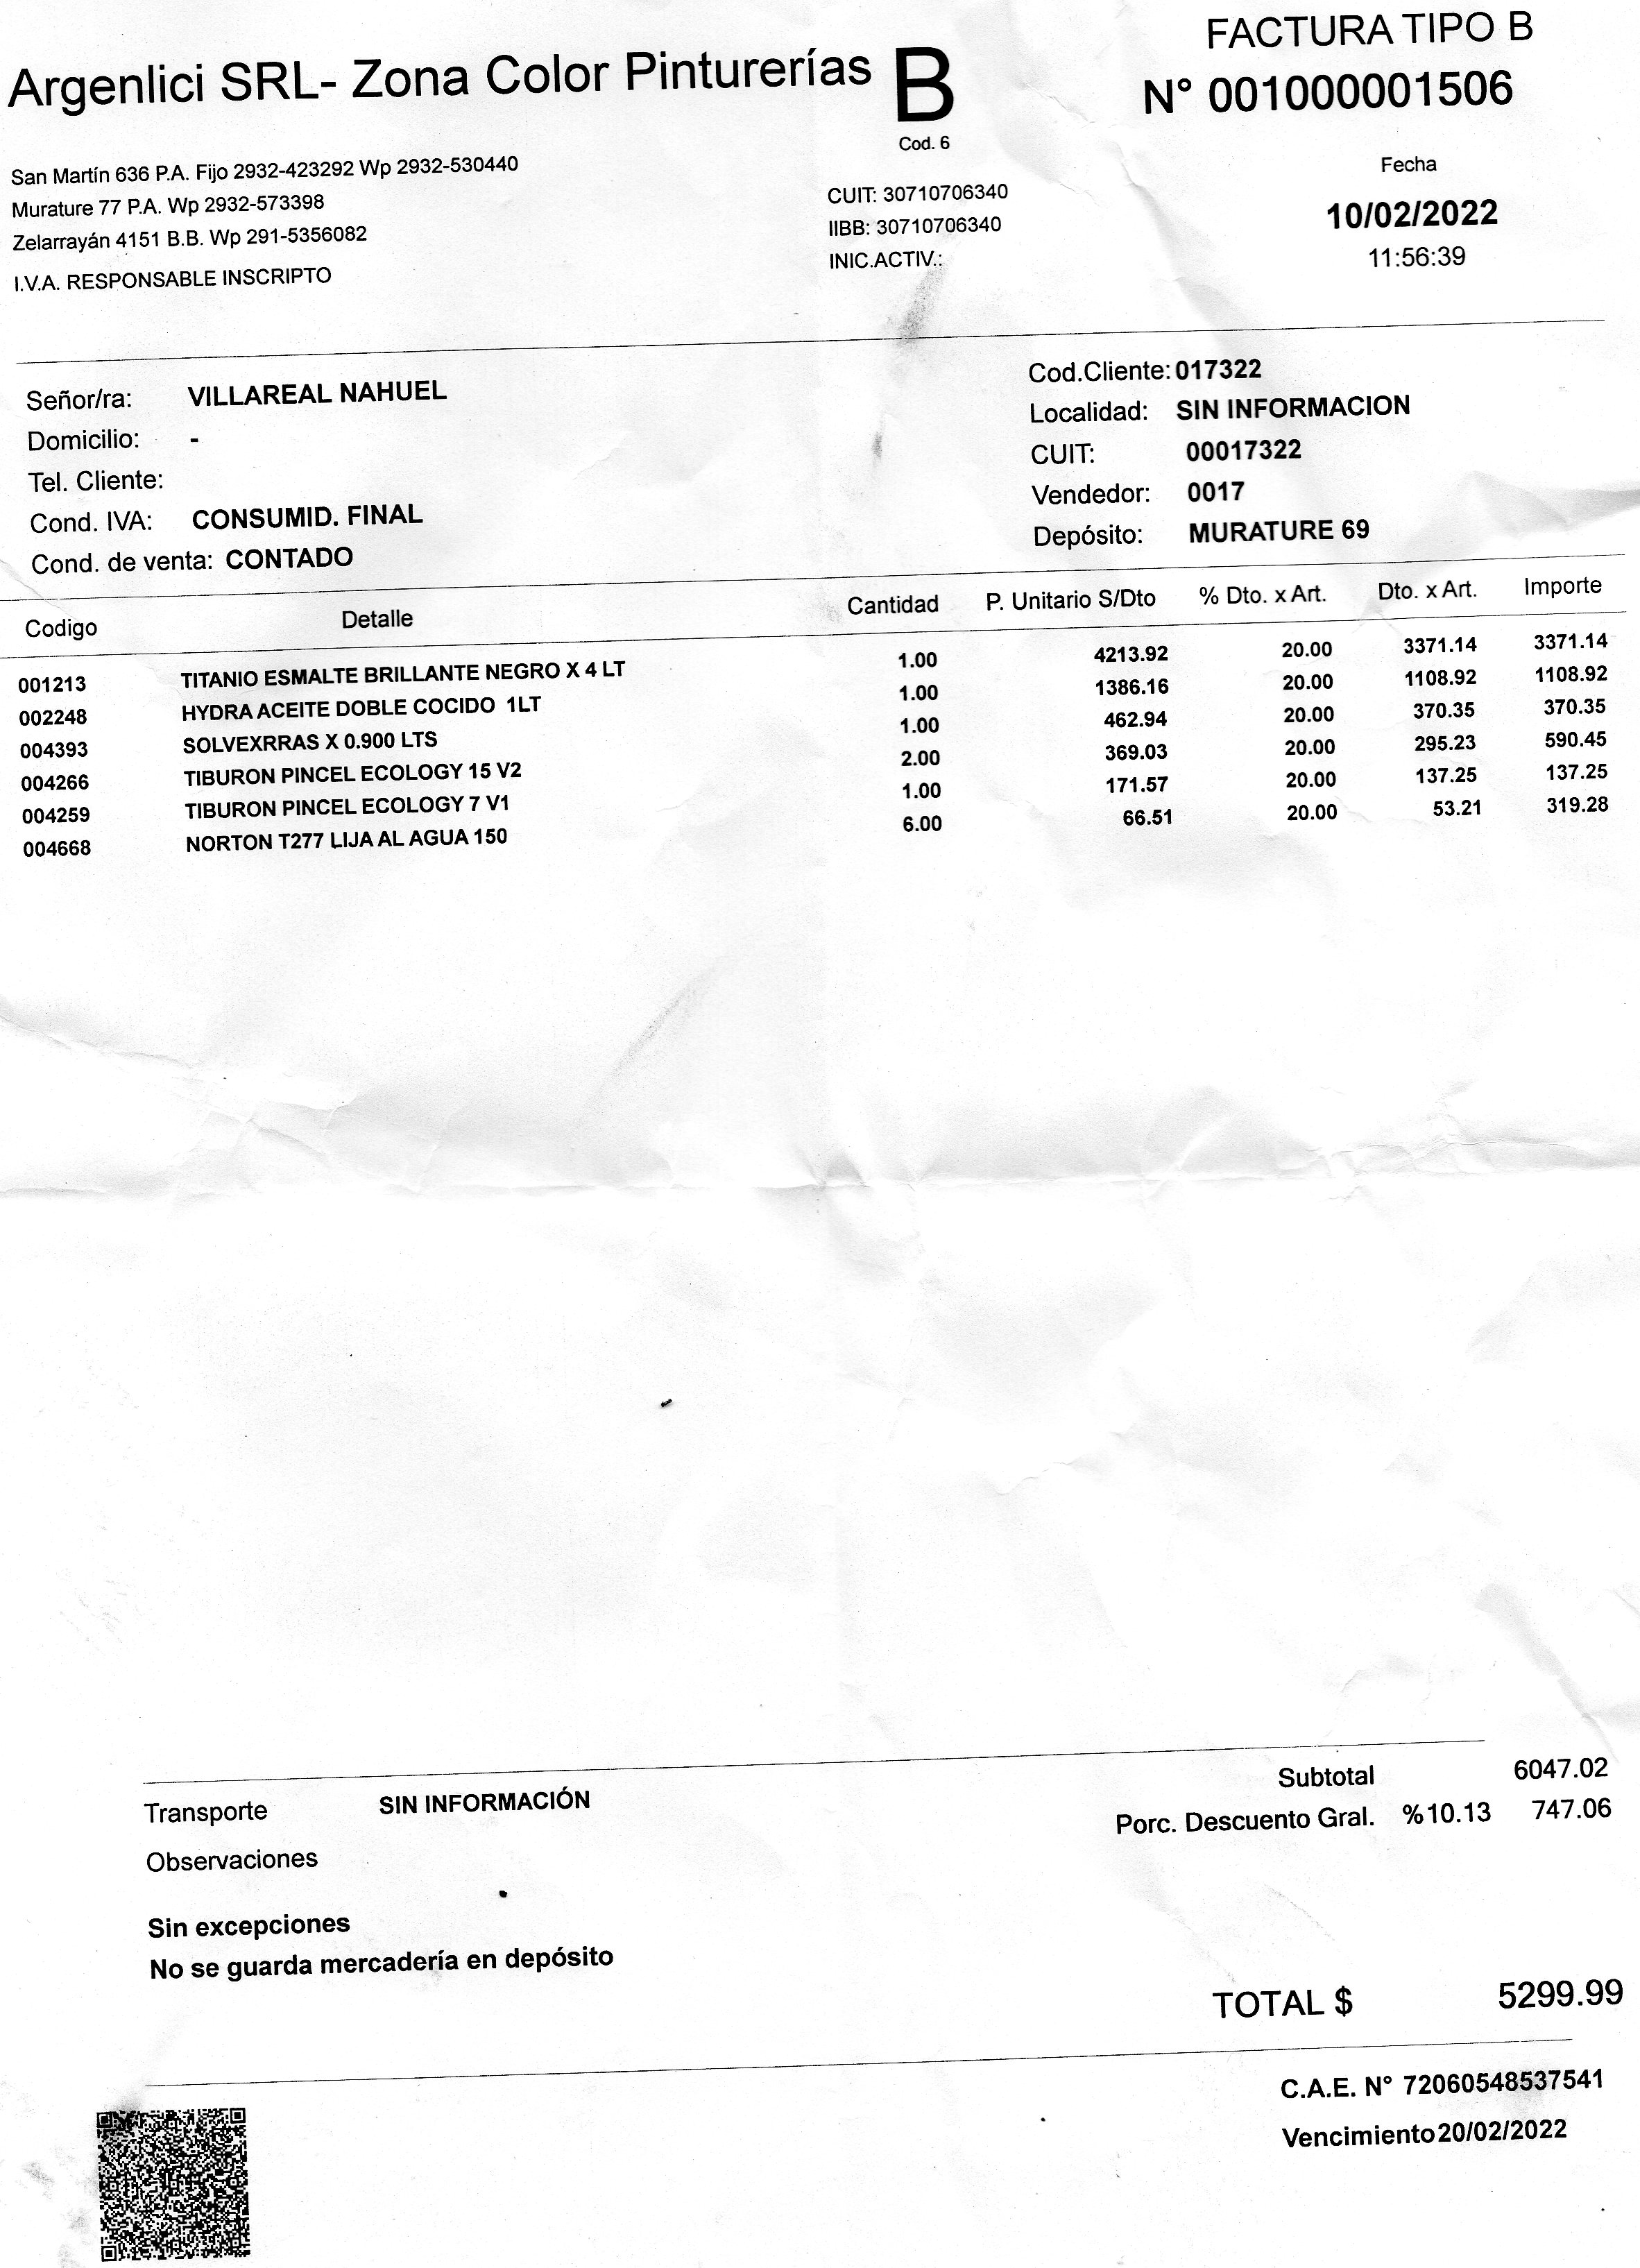 FACTURA TIPO B
Argenlici SRL- Zona Color Pinturerías B N° 001000001506
Cod. 6
San Martín 636 P.A. Fijo 2932-423292 Wp 2932-530440
Murature 77 P.A. Wp 2932-573398
Zelarrayán 4151 B.B. Wp 291-5356082
I.V.A. RESPONSABLE INSCRIPTO
CUIT: 30710706340
IIBB: 30710706340
INIC.ACTIV.:
Fecha
10/02/2022
11:56:39
Señor/ra: VILLAREAL NAHUEL
Domicilio: -
Tel. Cliente:
Cond. IVA: CONSUMID. FINAL
Cond. de venta: CONTADO
Cod.Cliente: 017322
Localidad: SIN INFORMACION
CUIT: 00017322
Vendedor: 0017
Depósito: MURATURE 69
Codigo Detalle Cantidad P. Unitario S/Dto % Dto. x Art. Dto. x Art. Importe
001213 TITANIO ESMALTE BRILLANTE NEGRO X 4 LT 1.00 4213.92 20.00 3371.14 3371.14
002248 HYDRA ACEITE DOBLE COCIDO 1LT 1.00 1386.16 20.00 1108.92 1108.92
004393 SOLVEXRRAS X 0.900 LTS 1.00 462.94 20.00 370.35 370.35
004266 TIBURON PINCEL ECOLOGY 15 V2 2.00 369.03 20.00 295.23 590.45
004259 TIBURON PINCEL ECOLOGY 7 V1 1.00 171.57 20.00 137.25 137.25
004668 NORTON T277 LIJA AL AGUA 150 6.00 66.51 20.00 53.21 319.28
Subtotal 6047.02
Transporte SIN INFORMACIÓN
Porc. Descuento Gral. %10.13 747.06
Observaciones
Sin excepciones
No se guarda mercadería en depósito
TOTAL $ 5299.99
C.A.E. N° 72060548537541
Vencimiento 20/02/2022